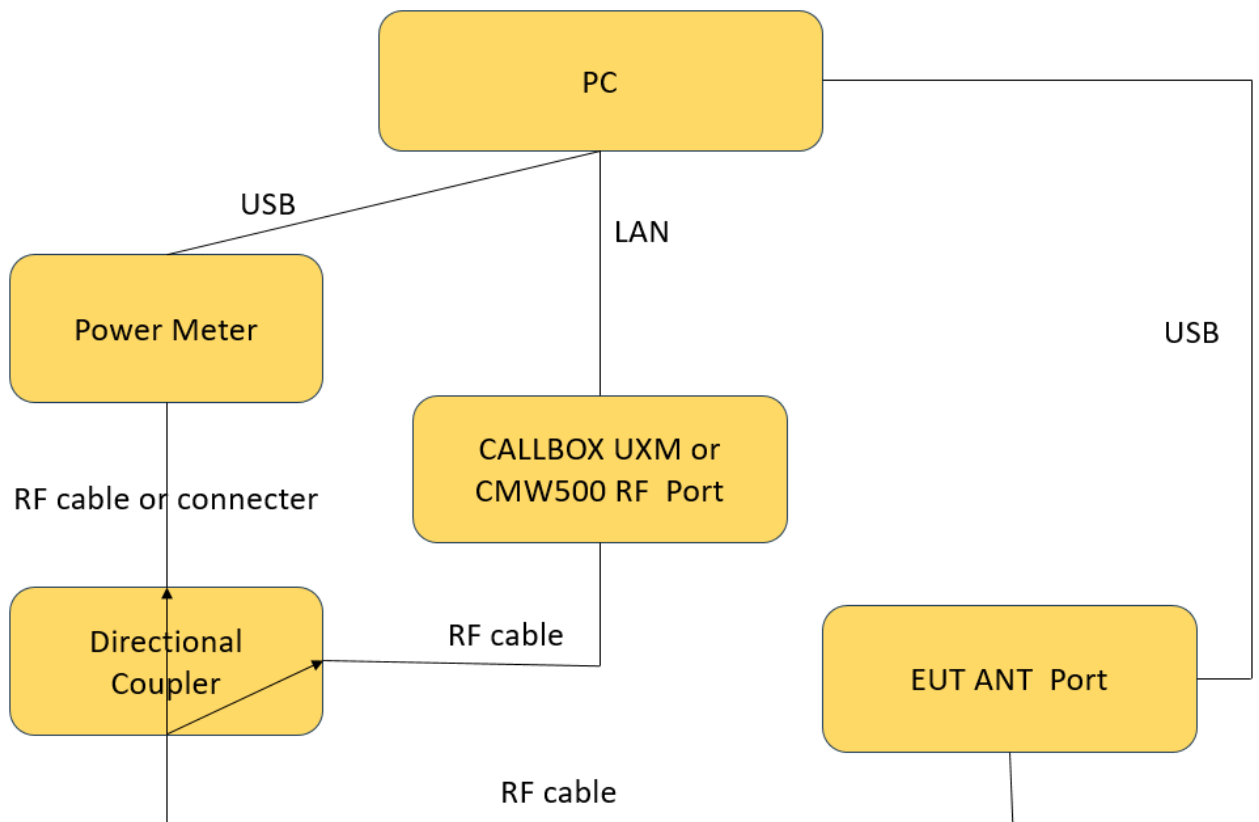 PC
USB
LAN
Power Meter
USB
CALLBOX UXM or
CMW500 RF  Port
RF cable or connecter
Directional
Coupler
RF cable
EUT ANT  Port
RF cable